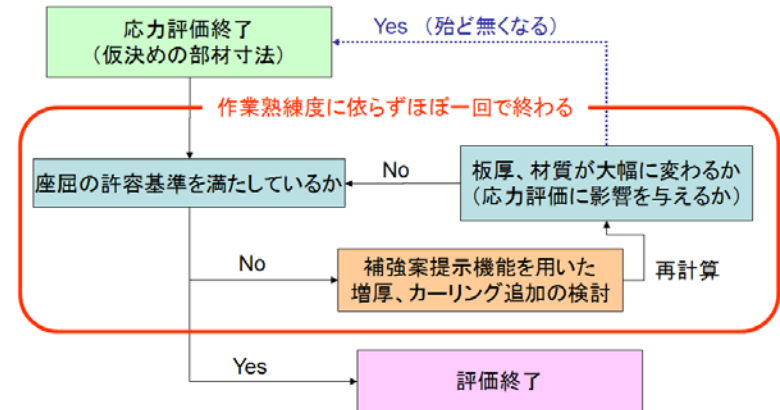 応力評価終了
(仮決めの部材寸法)
Yes (殆ど無くなる)
作業熟練度に依らずほぼ一回で終わる
座屈の許容基準を満たしているか
No
板厚、材質が大幅に変わるか
(応力評価に影響を与えるか)
No
補強案提示機能を用いた
増厚、カーリング追加の検討
再計算
Yes
評価終了